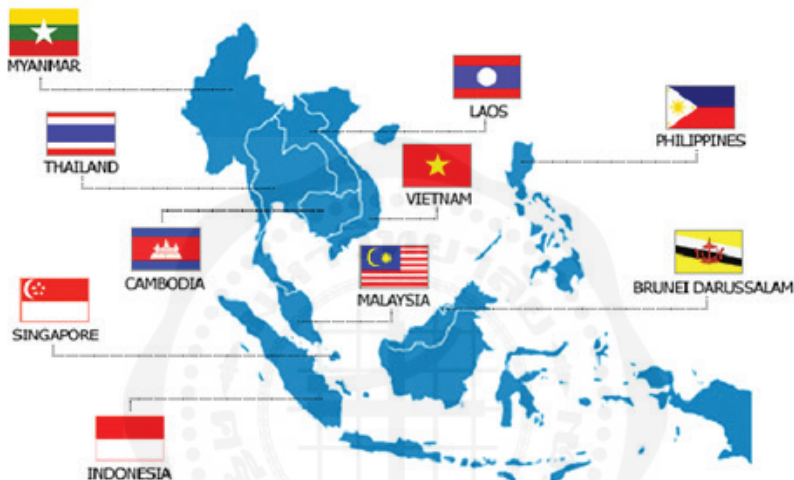 MYANMAR
LAOS
PHILIPPINES
THAILAND
VIETNAM
CAMBODIA
MALAYSIA
BRUNEI DARUSSALAM
SINGAPORE
INDONESIA